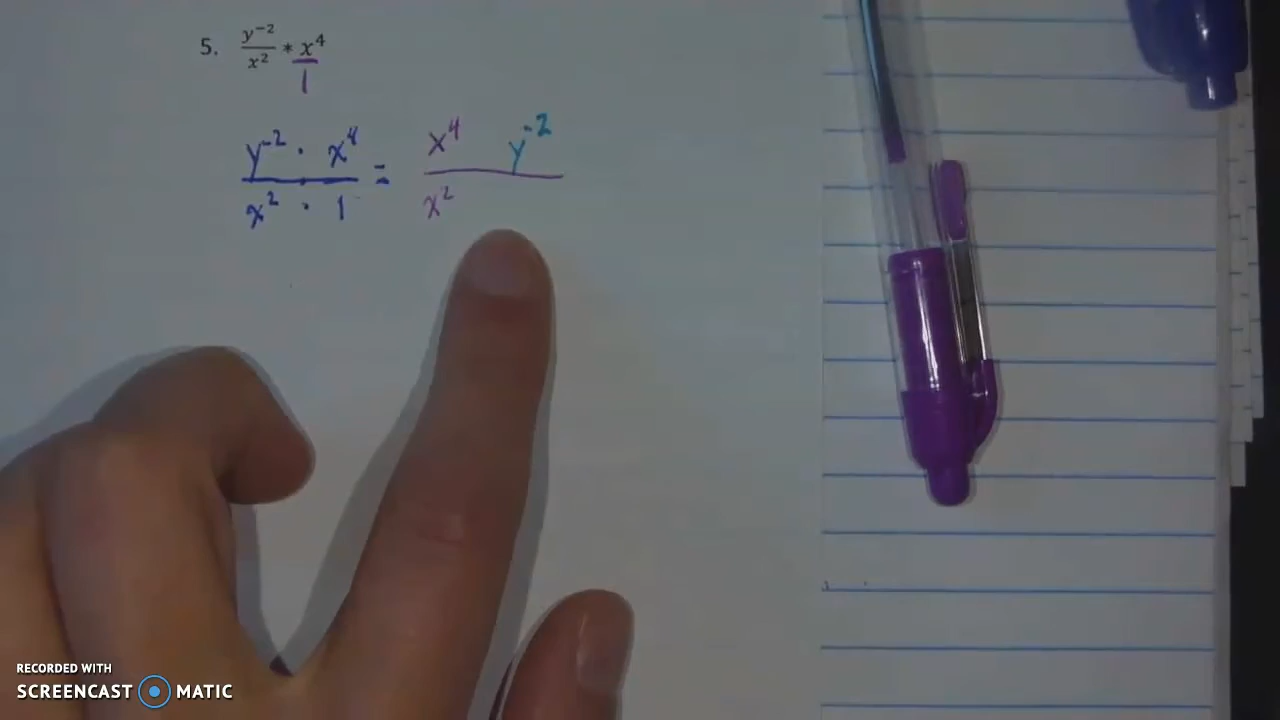 5. y⁻²/x² * x⁴/1
y⁻² · x⁴ / x² · 1 = x⁴ y⁻² / x²
RECORDED WITH
SCREENCAST MATIC